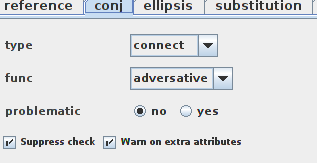 reference conj ellipsis substitution
type connect
func adversative
problematic no yes
Suppress check Warn on extra attributes